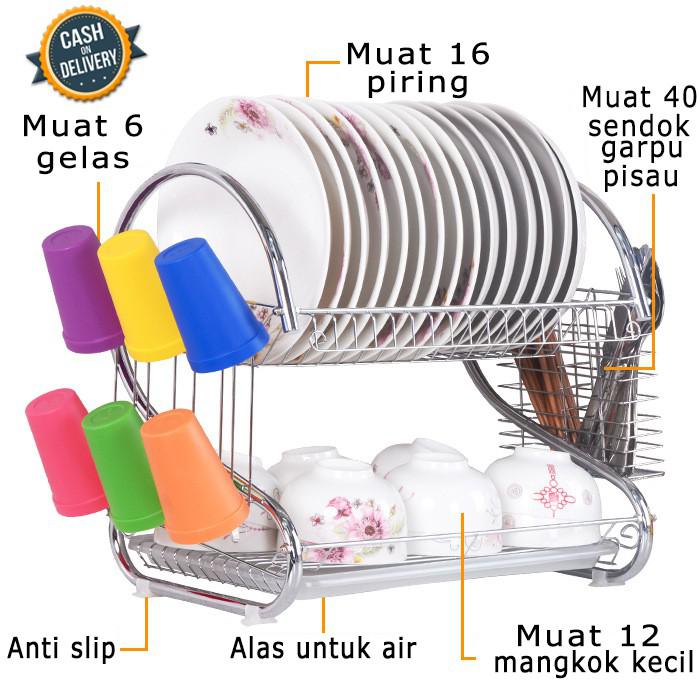 CASH
ON
DELIVERY
Muat 16
piring
Muat 6
gelas
Muat 40
sendok
garpu
pisau
Anti slip
Alas untuk air
Muat 12
mangkok kecil